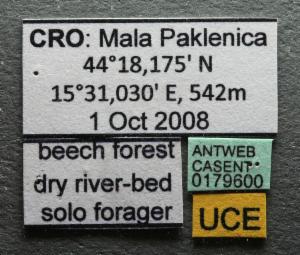 CRO: Mala Paklenica
44°18,175' N
15°31,030' E, 542m
1 Oct 2008
beech forest
dry river-bed
solo forager
ANTWEB
CASENT
0179600
UCE